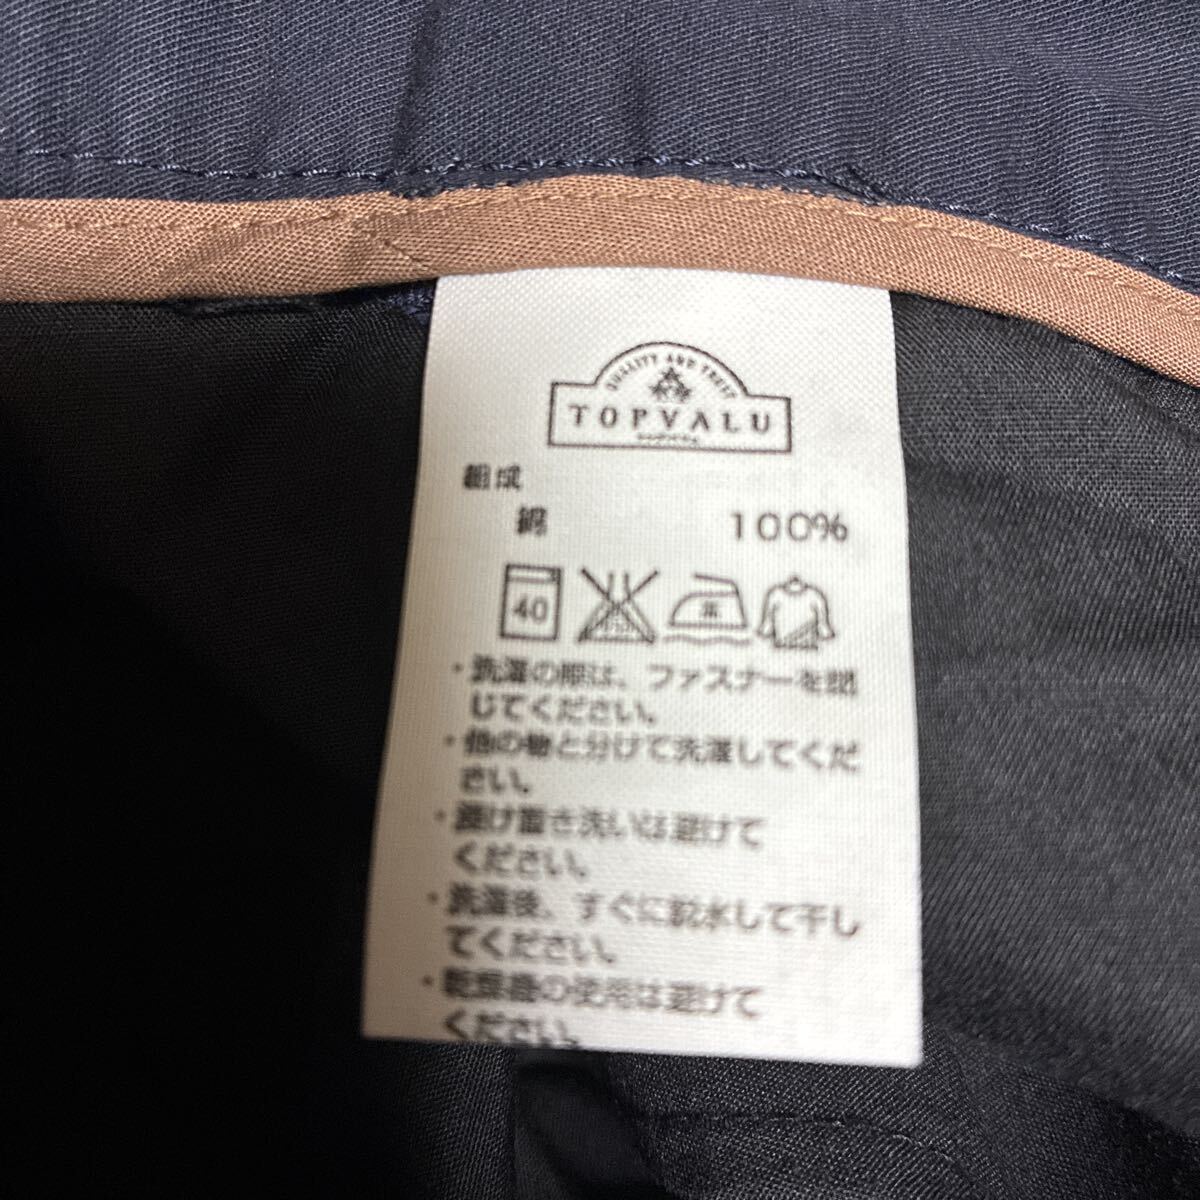 QUALITY AND TRUST
TOPVALU
組成
綿 100%
40
・洗濯の際は、ファスナーを閉
じてください。
・他の物と分けて洗濯してくだ
さい。
・漬け置き洗いは避けて
ください。
・洗濯後、すぐに脱水して干し
てください。
・乾燥機の使用は避けて
ください。